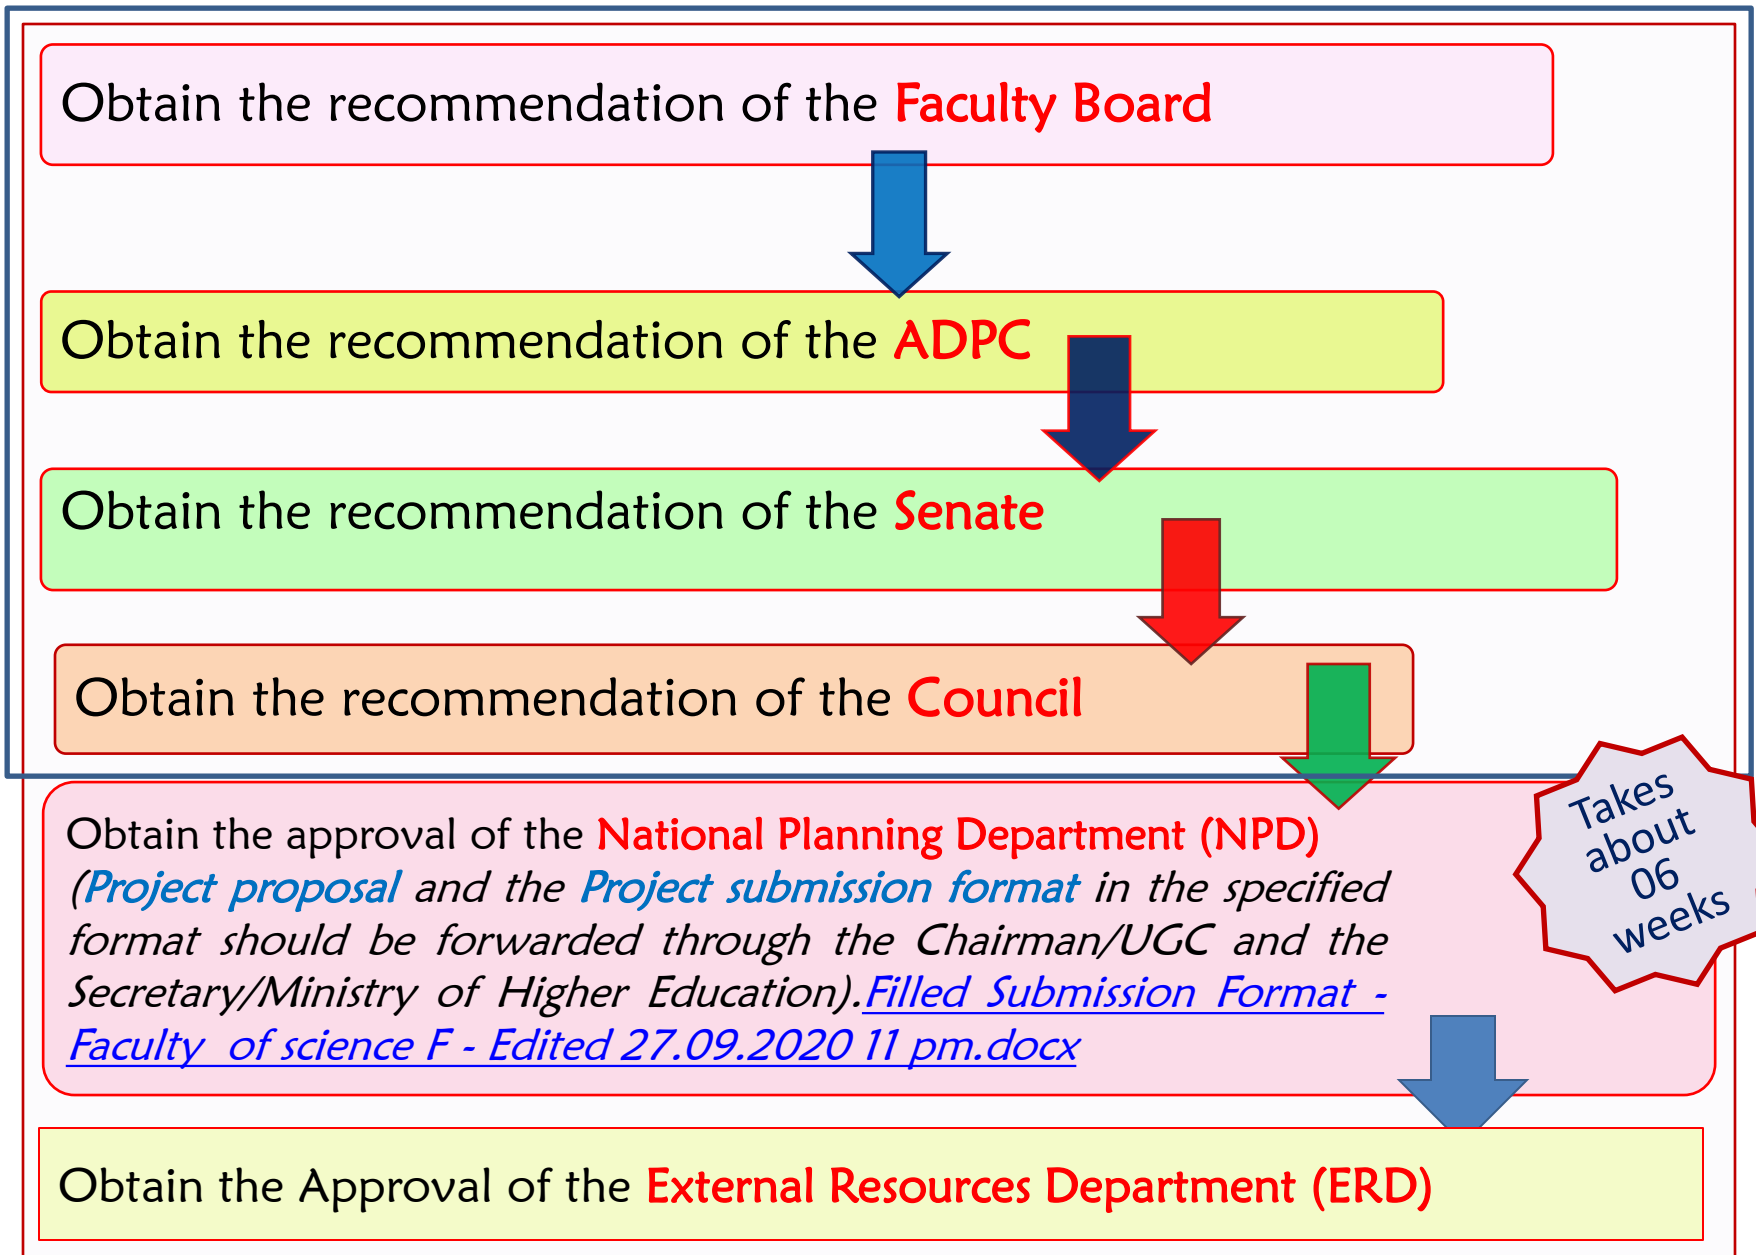 Obtain the recommendation of the Faculty Board
Obtain the recommendation of the ADPC
Obtain the recommendation of the Senate
Obtain the recommendation of the Council
Obtain the approval of the National Planning Department (NPD)
(Project proposal and the Project submission format in the specified
format should be forwarded through the Chairman/UGC and the
Secretary/Ministry of Higher Education).Filled Submission Format -
Faculty of science F - Edited 27.09.2020 11 pm.docx
Takes
about
06
weeks
Obtain the Approval of the External Resources Department (ERD)